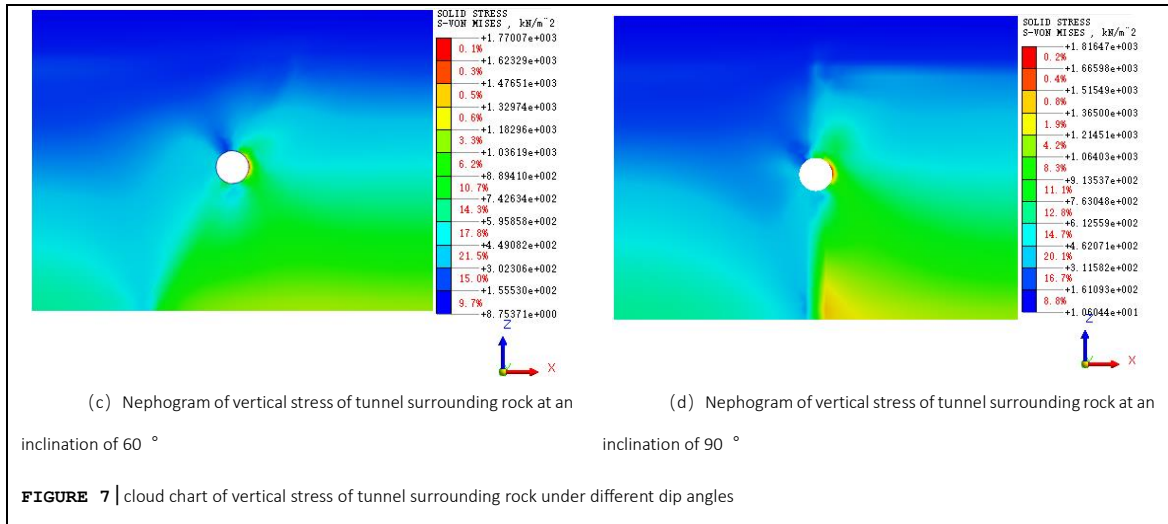 SOLID STRESS
S-VON MISES , kN/m^2
+1.77007e+003
0.1%
+1.62329e+003
0.3%
+1.47651e+003
0.5%
+1.32974e+003
0.6%
+1.18296e+003
3.3%
+1.03619e+003
6.2%
+8.89410e+002
10.7%
+7.42634e+002
14.3%
+5.95858e+002
17.8%
+4.49082e+002
21.5%
+3.02306e+002
15.0%
+1.55530e+002
9.7%
+8.75371e+000
Z
X
SOLID STRESS
S-VON MISES , kN/m^2
+1.81647e+003
0.2%
+1.66598e+003
0.4%
+1.51549e+003
0.8%
+1.36500e+003
1.9%
+1.21451e+003
4.2%
+1.06403e+003
8.3%
+9.13537e+002
11.1%
+7.63048e+002
12.8%
+6.12559e+002
14.7%
+4.62071e+002
20.1%
+3.11582e+002
16.7%
+1.61093e+002
8.8%
+1.06044e+001
Z
X
(c) Nephogram of vertical stress of tunnel surrounding rock at an
inclination of 60 °
(d) Nephogram of vertical stress of tunnel surrounding rock at an
inclination of 90 °
FIGURE 7 | cloud chart of vertical stress of tunnel surrounding rock under different dip angles